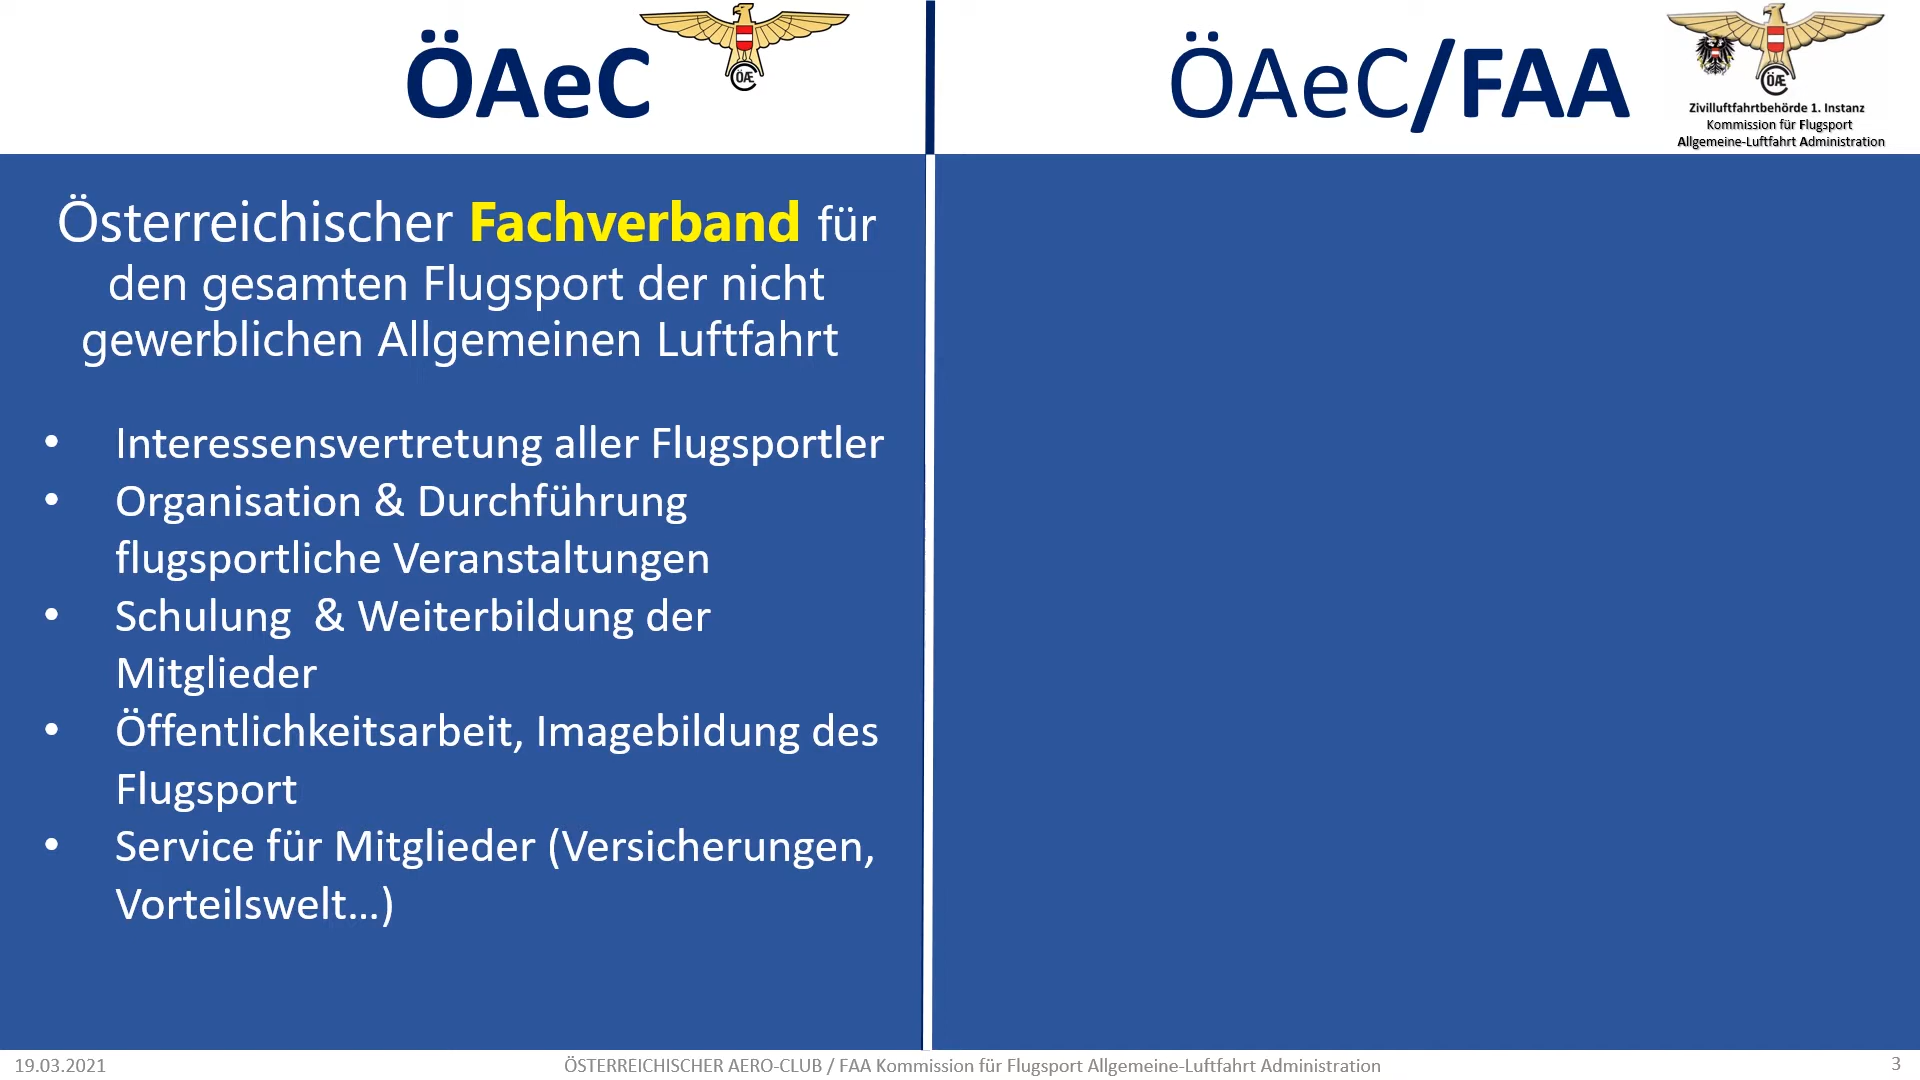 ÖAeC
ÖÆ
ÖAeC/FAA
ÖÆ
Zivilluftfahrtbehörde 1. Instanz
Kommission für Flugsport
Allgemeine-Luftfahrt Administration
Österreichischer Fachverband für
den gesamten Flugsport der nicht
gewerblichen Allgemeinen Luftfahrt
• Interessensvertretung aller Flugsportler
• Organisation & Durchführung
flugsportliche Veranstaltungen
• Schulung & Weiterbildung der
Mitglieder
• Öffentlichkeitsarbeit, Imagebildung des
Flugsport
• Service für Mitglieder (Versicherungen,
Vorteilswelt...)
19.03.2021
ÖSTERREICHISCHER AERO-CLUB / FAA Kommission für Flugsport Allgemeine-Luftfahrt Administration
3